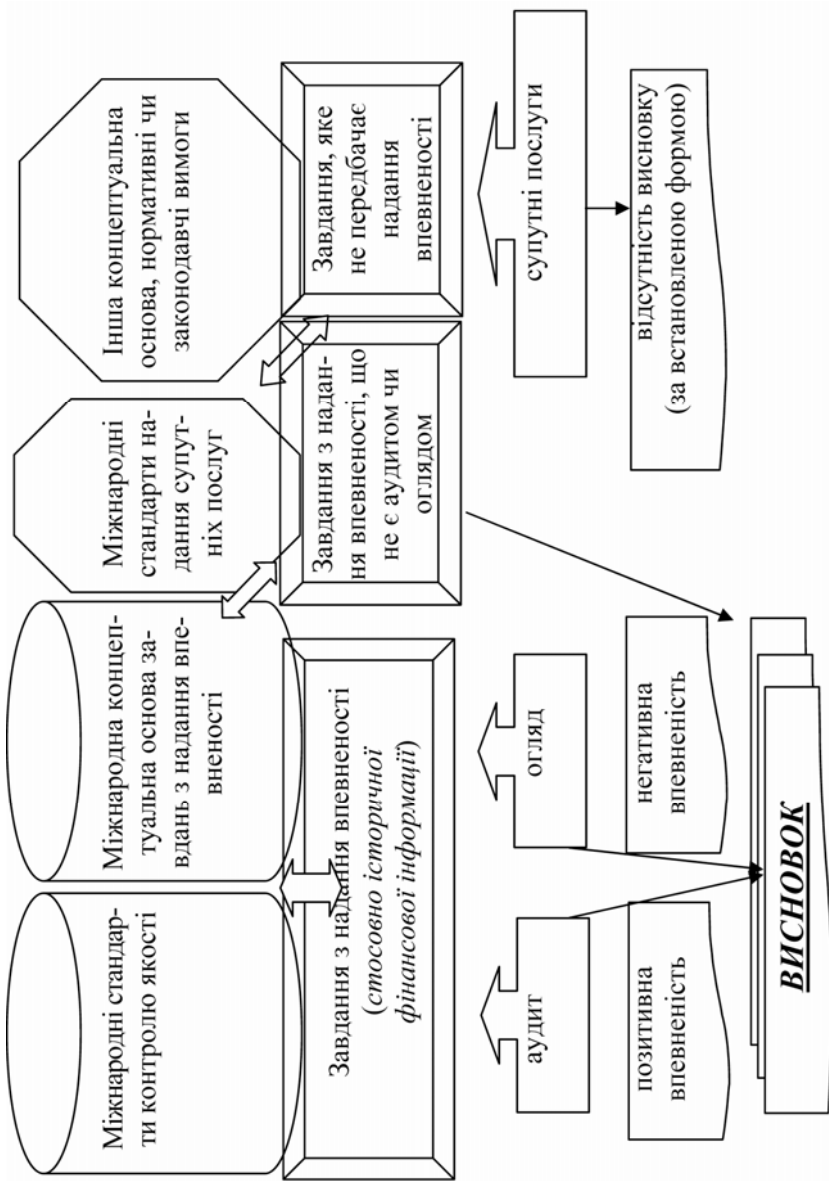 Міжнародні стандар-
ти контролю якості
Міжнародна концеп-
туальна основа за-
вдань з надання впе-
вненості
Міжнародні
стандарти на-
дання супут-
ніх послуг
Інша концептуальна
основа, нормативні чи
законодавчі вимоги
Завдання з надання впевненості
(стосовно історичної
фінансової інформації)
Завдання з надан-
ня впевненості, що
не є аудитом чи
оглядом
Завдання, яке
не передбачає
надання
впевненості
аудит
огляд
супутні послуги
позитивна
впевненість
негативна
впевненість
відсутність висновку
(за встановленою формою)
ВИСНОВОК